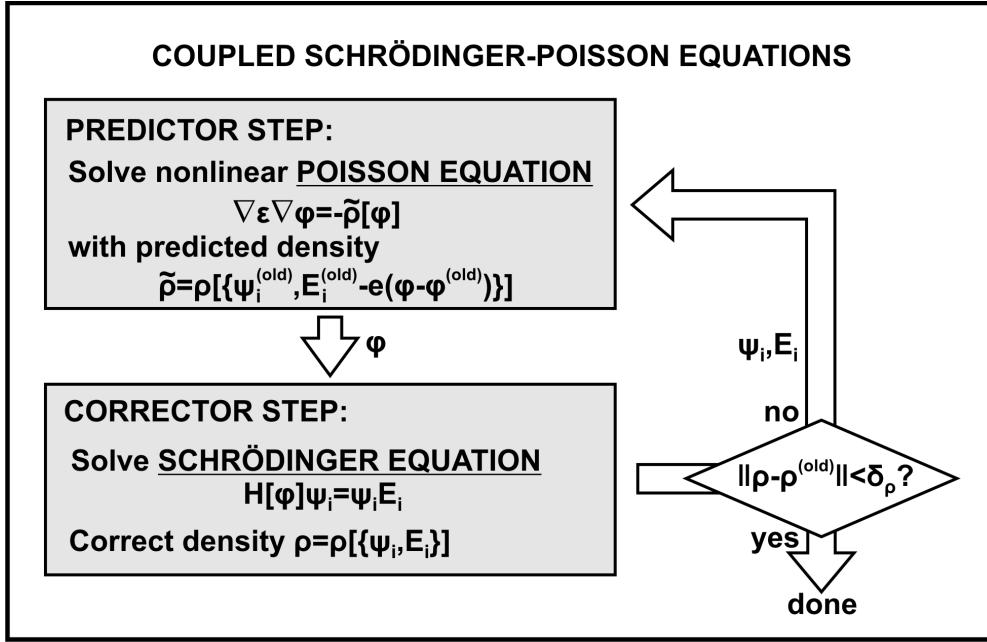 COUPLED SCHRÖDINGER-POISSON EQUATIONS
PREDICTOR STEP:
Solve nonlinear POISSON EQUATION
∇ε∇φ=-ρ̃[φ]
with predicted density
ρ̃=ρ[{ψᵢ⁽ᵒˡᵈ⁾,Eᵢ⁽ᵒˡᵈ⁾-e(φ-φ⁽ᵒˡᵈ⁾)}]
φ
CORRECTOR STEP:
Solve SCHRÖDINGER EQUATION
H[φ]ψᵢ=ψᵢEᵢ
Correct density ρ=ρ[{ψᵢ,Eᵢ}]
ψᵢ,Eᵢ
no
||ρ-ρ⁽ᵒˡᵈ⁾||<δᵨ?
yes
done